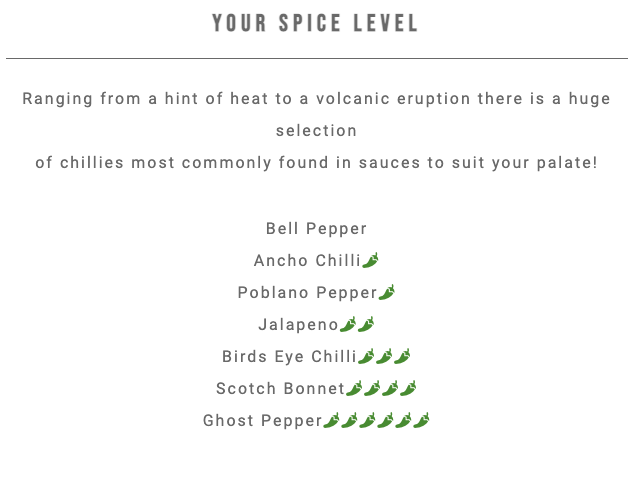 YOUR SPICE LEVEL
Ranging from a hint of heat to a volcanic eruption there is a huge
selection
of chillies most commonly found in sauces to suit your palate!
Bell Pepper
Ancho Chilli
Poblano Pepper
Jalapeno
Birds Eye Chilli
Scotch Bonnet
Ghost Pepper